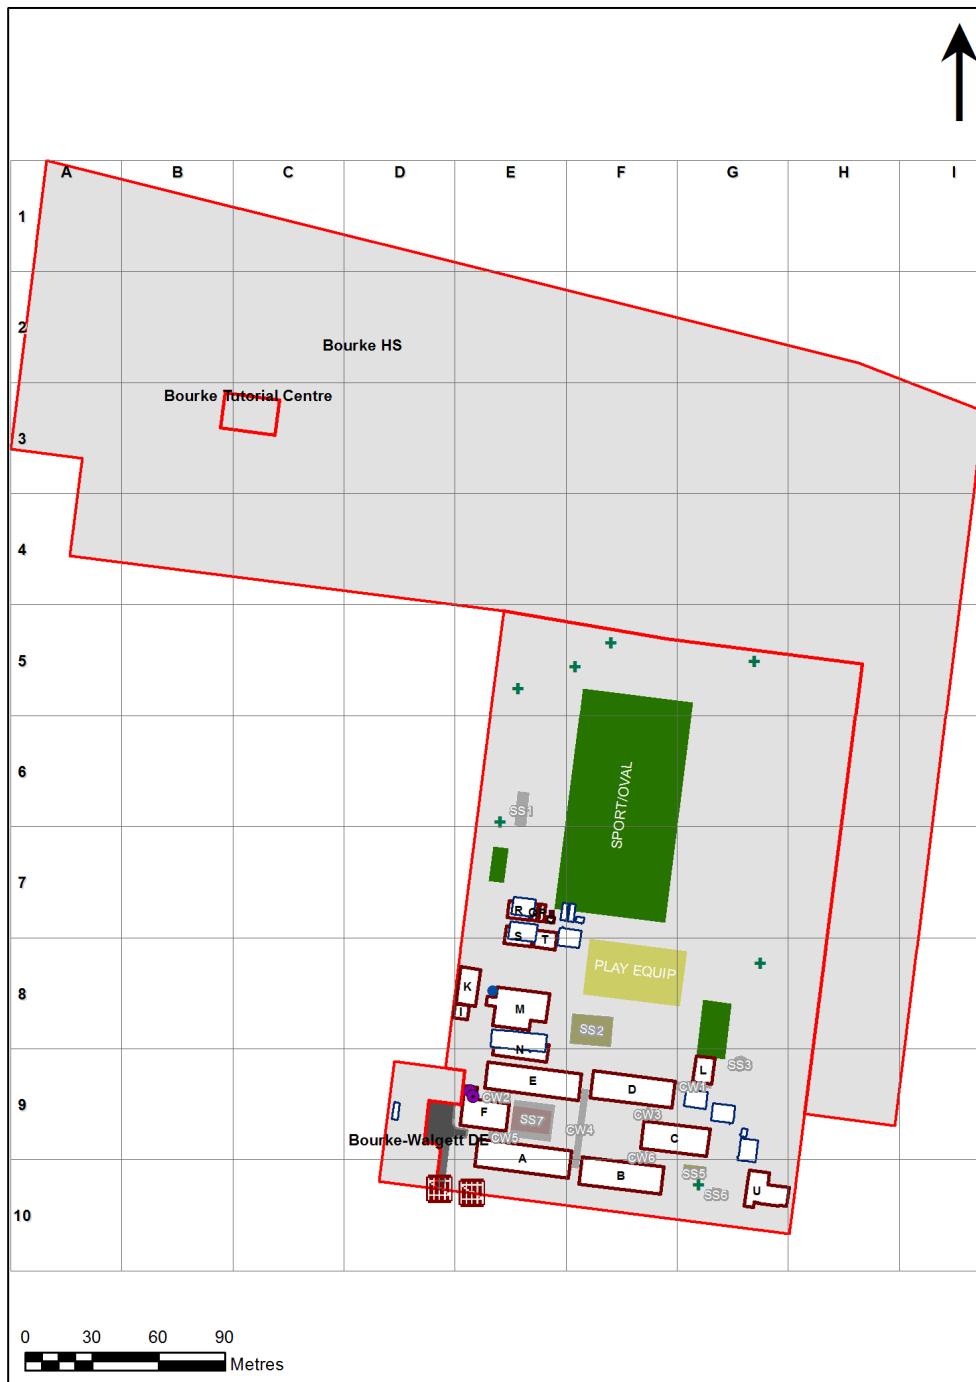 A B C D E F G H I
1
2
Bourke HS
Bourke Tutorial Centre
3
4
5
6
SS1
SPORT/OVAL
7
R
S T
PLAY EQUIP
8
K
I
M
SS2
N
L
SS3
E
D
CW1
CW2
9
F
SS7
CW3
CW4
Bourke-Walgett DE
CW5
C
A
CW6
B
SS5
SS6
U
10
0 30 60 90
Metres